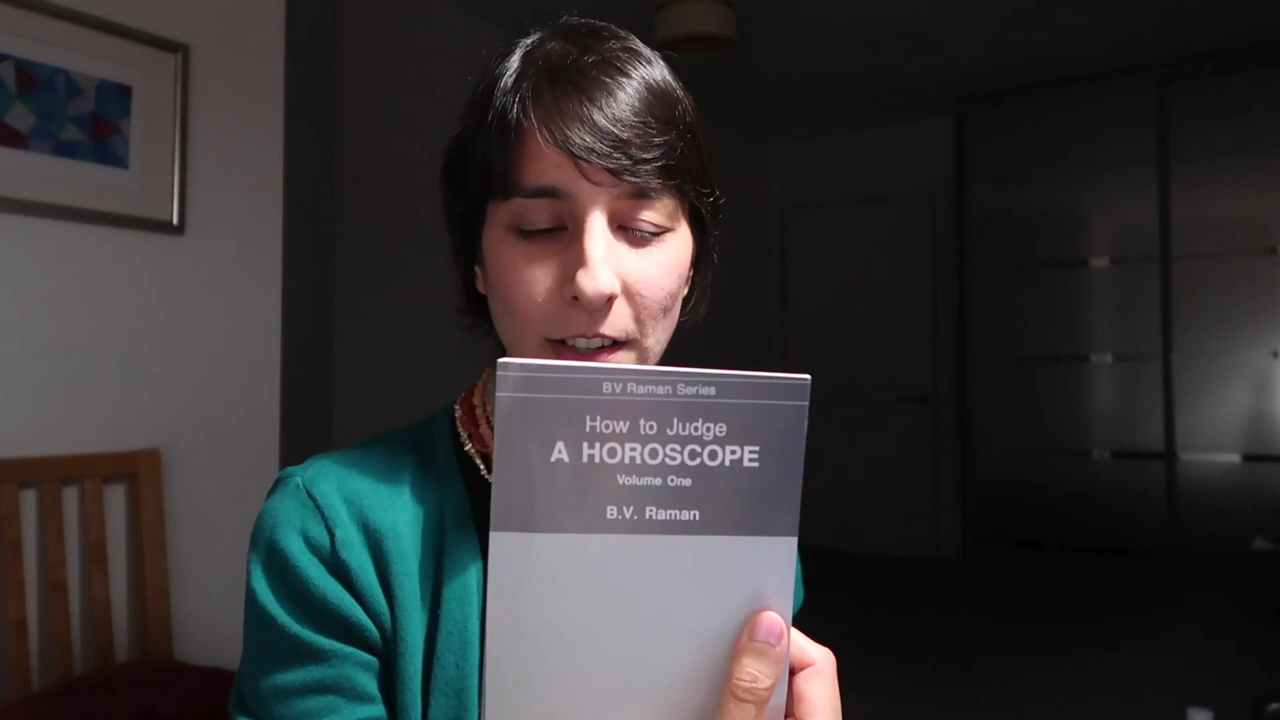 BV Raman Series
How to Judge
A HOROSCOPE
Volume One
B.V. Raman